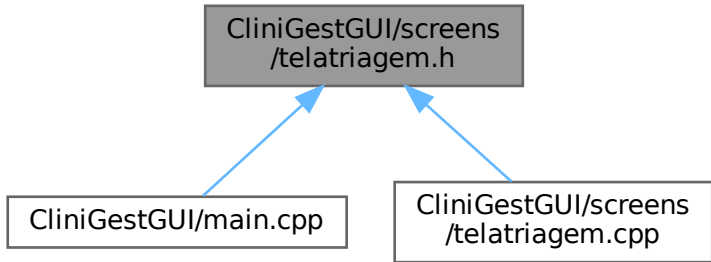 CliniGestGUI/screens
/telatriagem.h
CliniGestGUI/main.cpp
CliniGestGUI/screens
/telatriagem.cpp